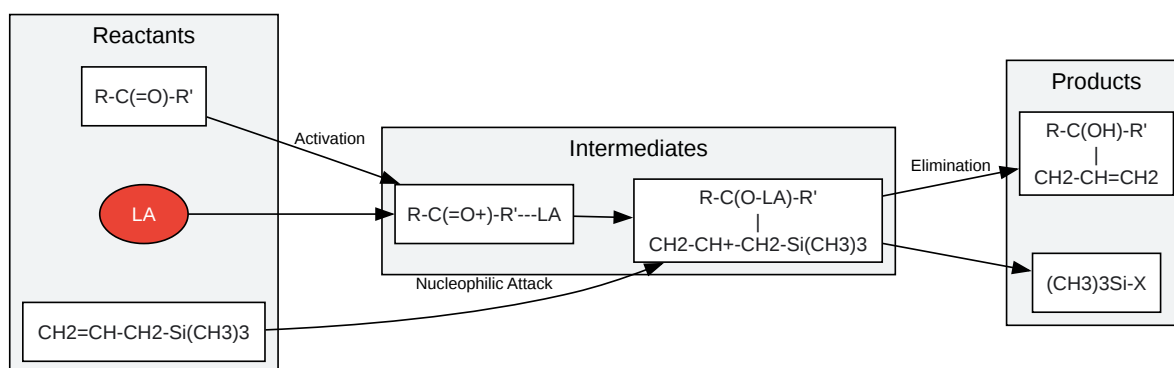 Reactants
R-C(=O)-R'
LA
CH2=CH-CH2-Si(CH3)3
Activation
Nucleophilic Attack
Intermediates
R-C(=O+)-R'---LA
R-C(O-LA)-R'
|
CH2-CH+-CH2-Si(CH3)3
Elimination
Products
R-C(OH)-R'
|
CH2-CH=CH2
(CH3)3Si-X